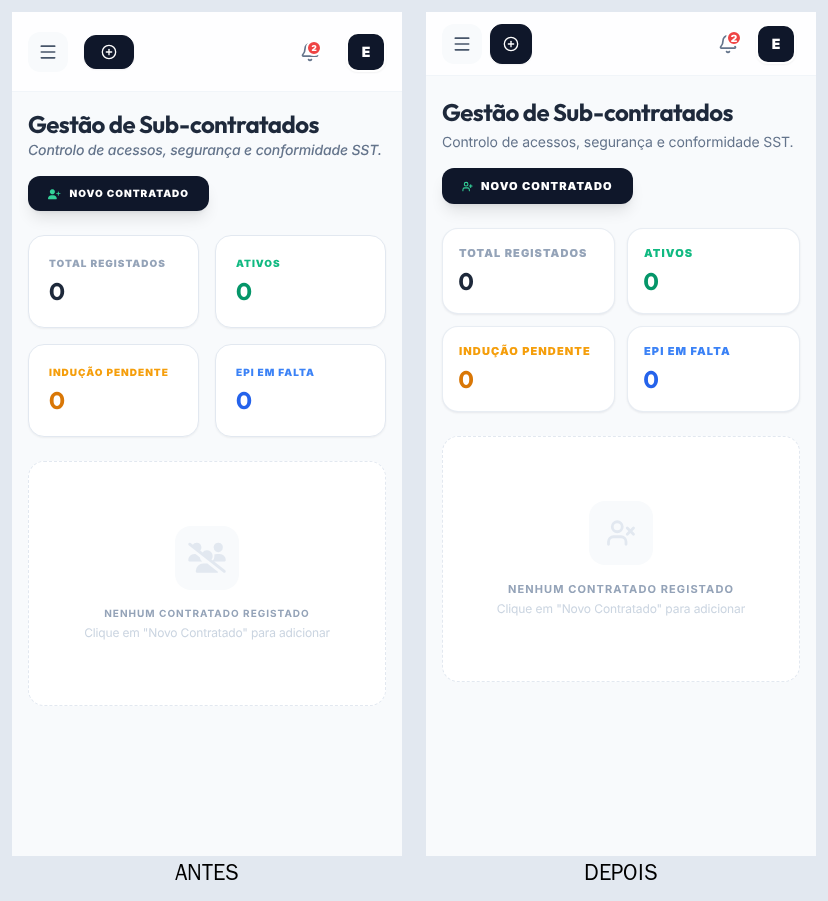 2
E
Gestão de Sub-contratados
Controlo de acessos, segurança e conformidade SST.
NOVO CONTRATADO
TOTAL REGISTADOS
0
ATIVOS
0
INDUÇÃO PENDENTE
0
EPI EM FALTA
0
NENHUM CONTRATADO REGISTADO
Clique em "Novo Contratado" para adicionar
ANTES
2
E
Gestão de Sub-contratados
Controlo de acessos, segurança e conformidade SST.
NOVO CONTRATADO
TOTAL REGISTADOS
0
ATIVOS
0
INDUÇÃO PENDENTE
0
EPI EM FALTA
0
NENHUM CONTRATADO REGISTADO
Clique em "Novo Contratado" para adicionar
DEPOIS